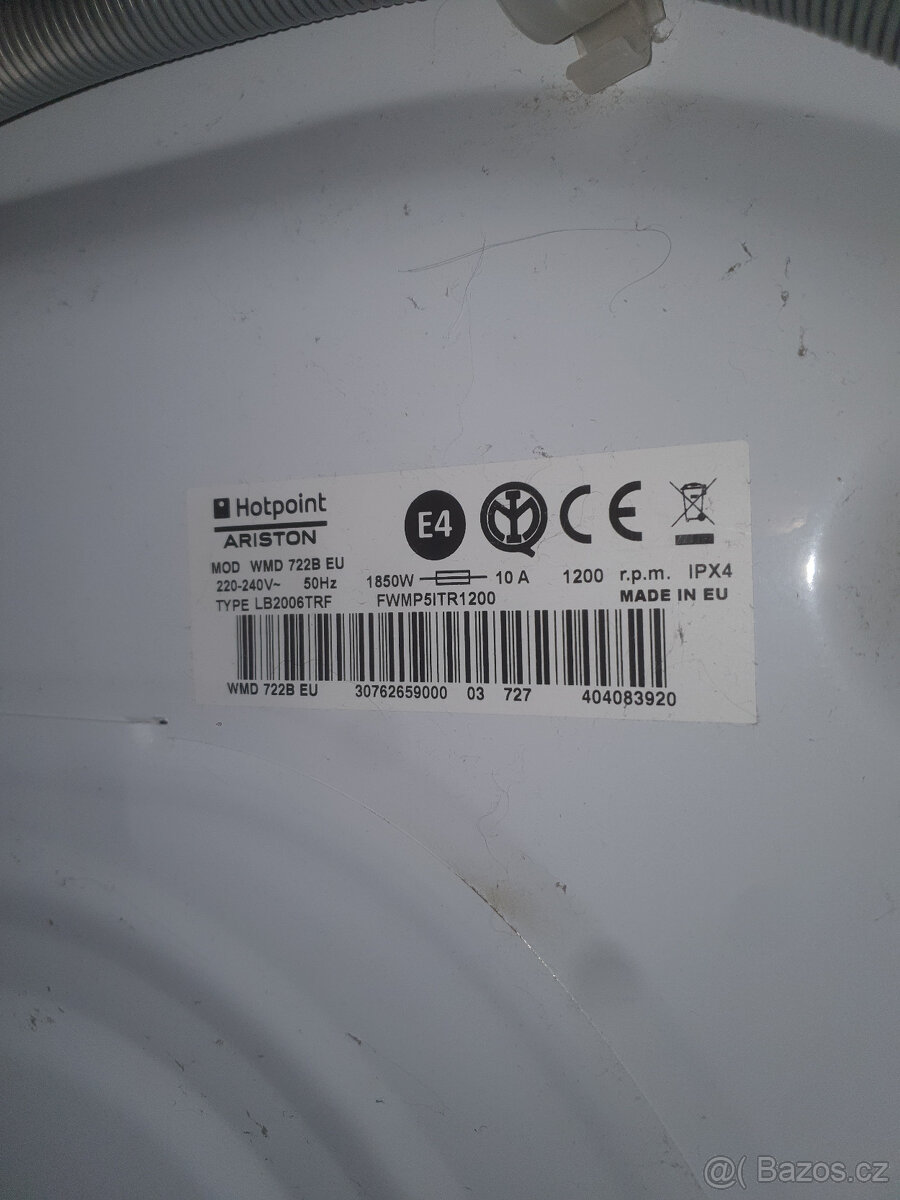 Hotpoint
ARISTON
E4
CE
MOD WMD 722B EU
220-240V~ 50Hz 1850W 10 A 1200 r.p.m. IPX4
TYPE LB2006TRF FWMP5ITR1200 MADE IN EU
WMD 722B EU 30762659000 03 727 404083920
@( Bazos.cz